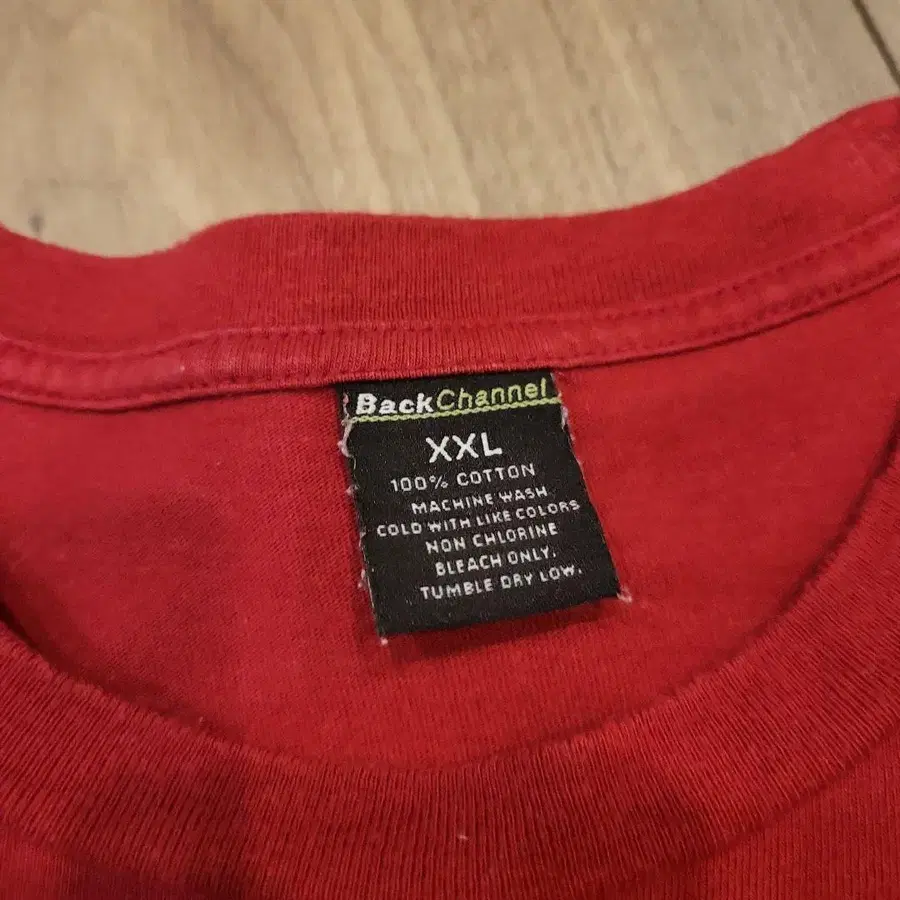 BackChannel
XXL
100% COTTON
MACHINE WASH
COLD WITH LIKE COLORS
NON CHLORINE
BLEACH ONLY.
TUMBLE DRY LOW.